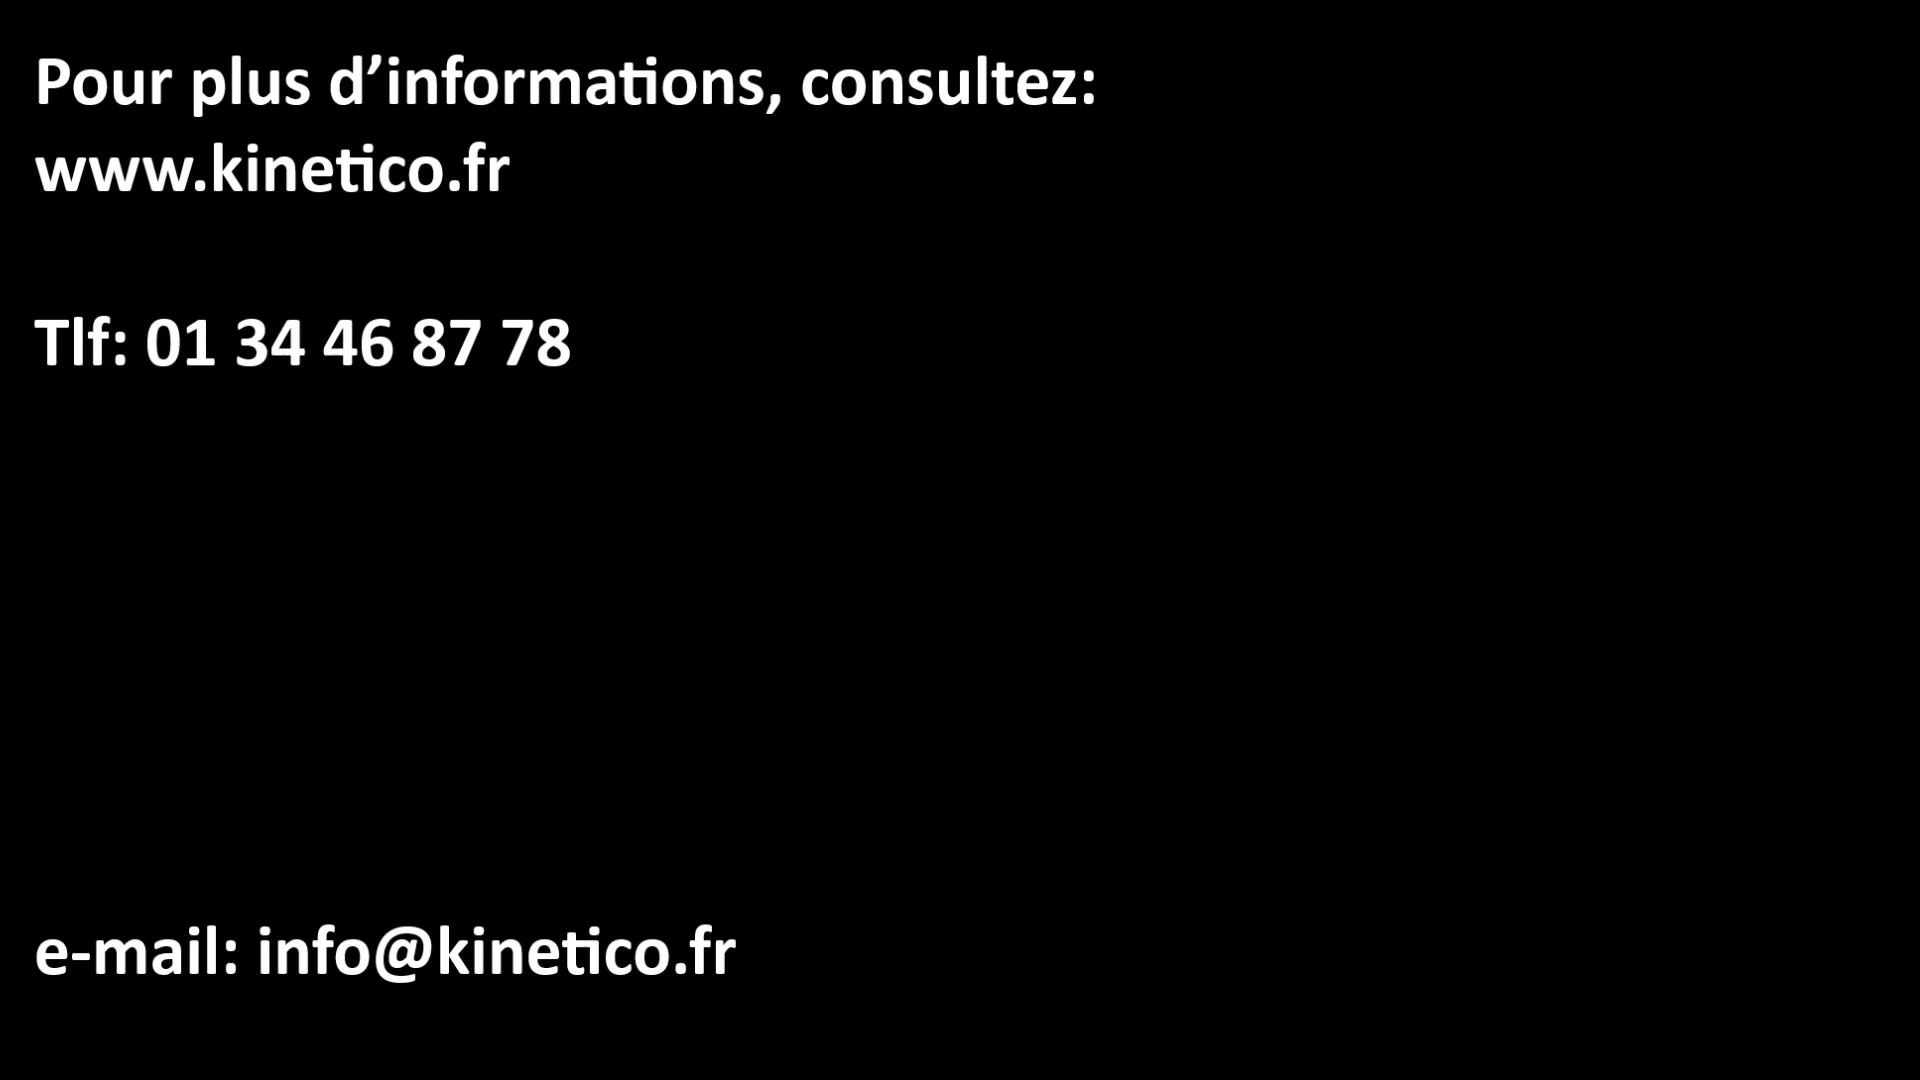 Pour plus d’informations, consultez:
www.kinetico.fr
Tlf: 01 34 46 87 78
e-mail: info@kinetico.fr